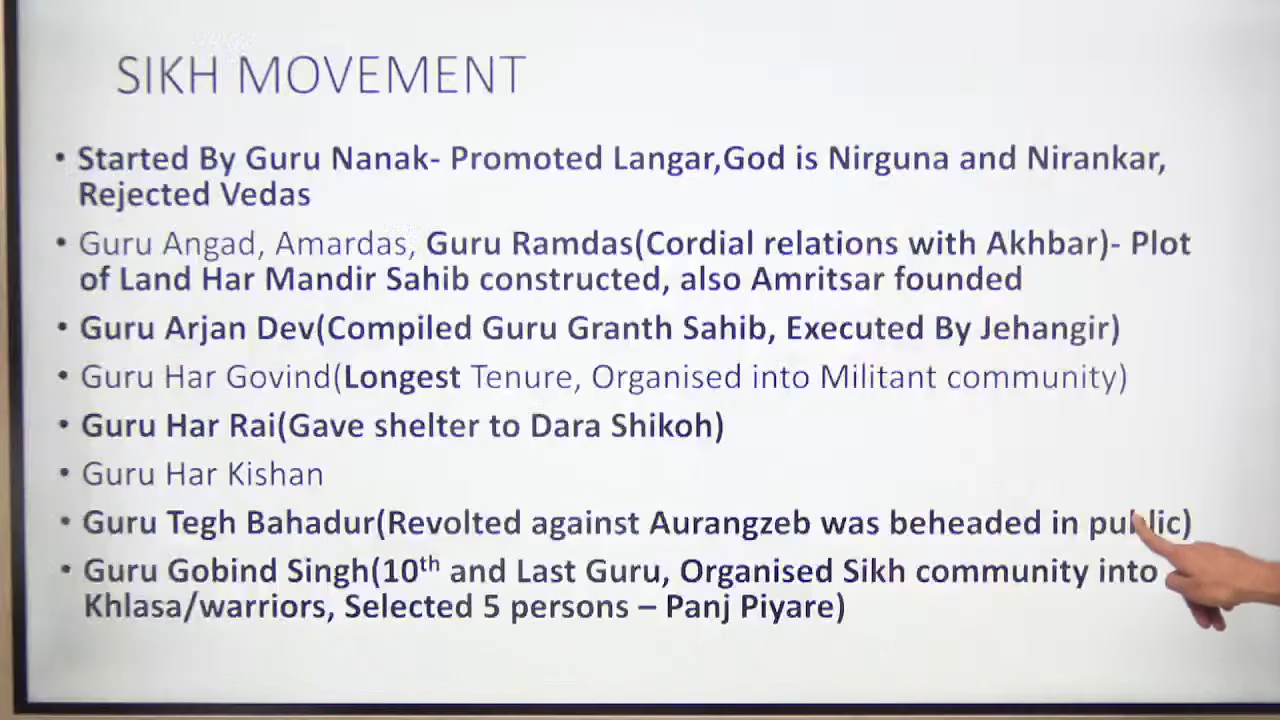 SIKH MOVEMENT
• Started By Guru Nanak- Promoted Langar,God is Nirguna and Nirankar,
Rejected Vedas
• Guru Angad, Amardas, Guru Ramdas(Cordial relations with Akhbar)- Plot
of Land Har Mandir Sahib constructed, also Amritsar founded
• Guru Arjan Dev(Compiled Guru Granth Sahib, Executed By Jehangir)
• Guru Har Govind(Longest Tenure, Organised into Militant community)
• Guru Har Rai(Gave shelter to Dara Shikoh)
• Guru Har Kishan
• Guru Tegh Bahadur(Revolted against Aurangzeb was beheaded in public)
• Guru Gobind Singh(10th and Last Guru, Organised Sikh community into
Khlasa/warriors, Selected 5 persons – Panj Piyare)